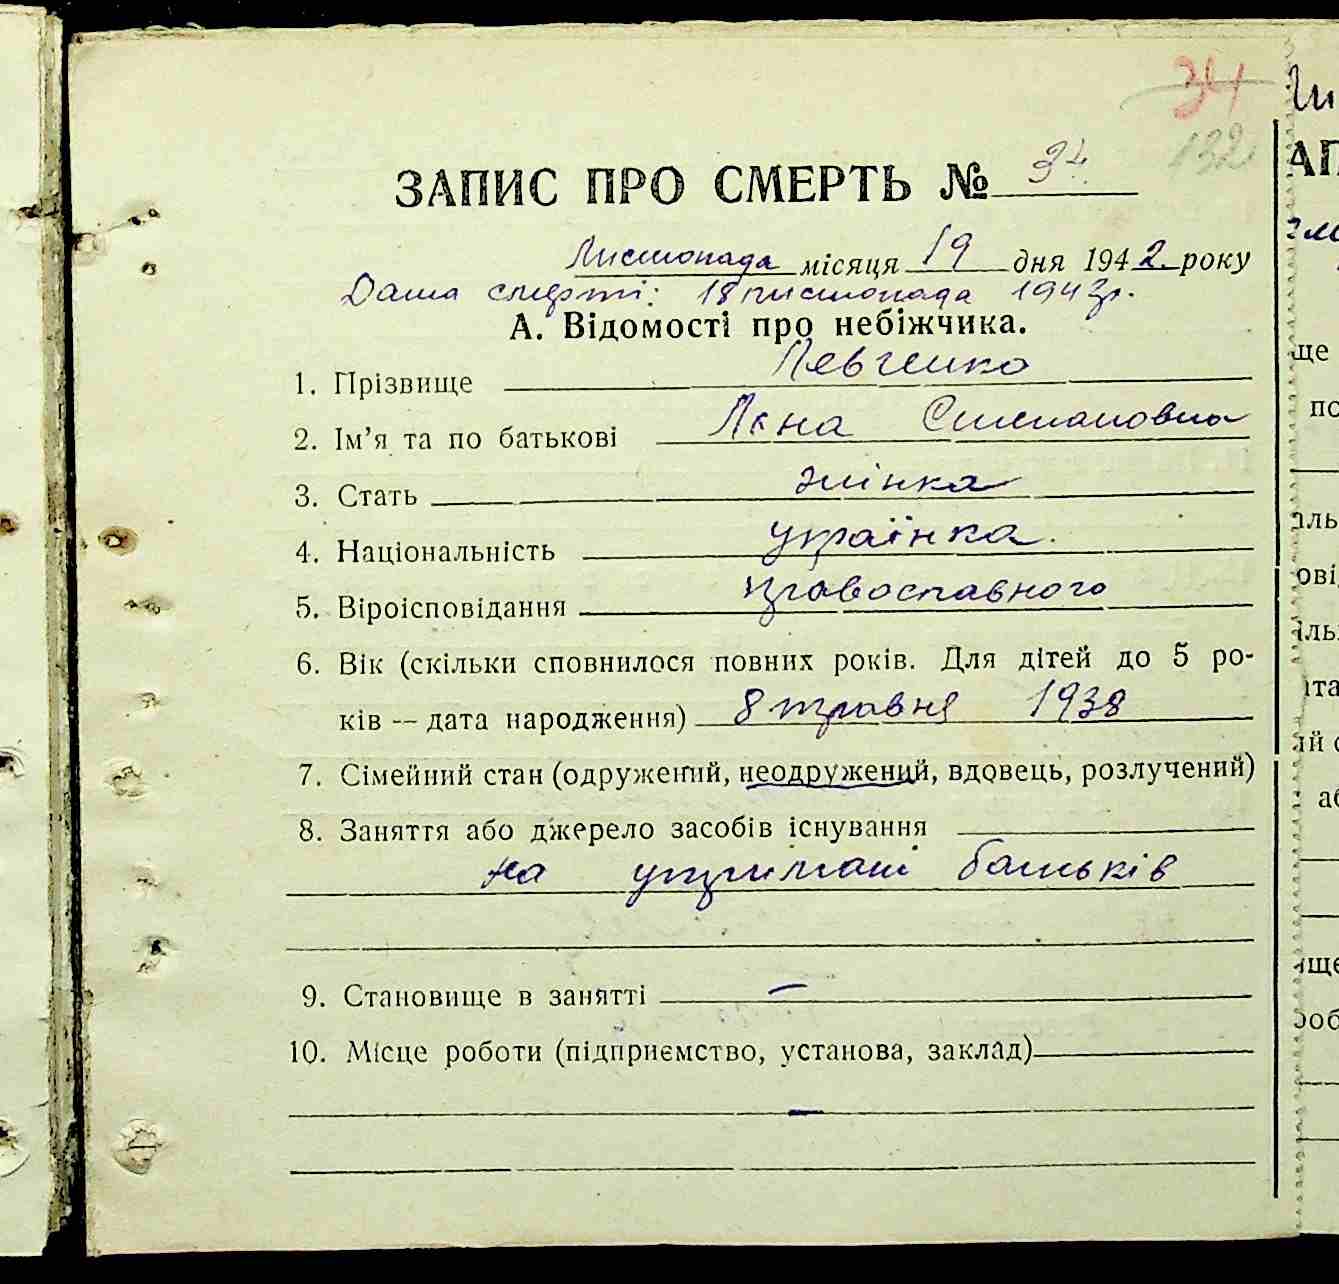 34
132
ЗАПИС ПРО СМЕРТЬ № 34
Листопада місяця 19 дня 1942 року
Дата смерті: 18 листопада 1943р.
А. Відомості про небіжчика.
1. Прізвище Левченко
2. Ім'я та по батькові Степановна
3. Стать жінка
4. Національність українка.
5. Віроісповідання православного
6. Вік (скільки сповнилося повних років. Для дітей до 5 ро-
ків — дата народження) 8 травня 1938
7. Сімейний стан (одружений, неодружений, вдовець, розлучений)
8. Заняття або джерело засобів існування
на утримані батьків
9. Становище в занятті —
10. Місце роботи (підприємство, установа, заклад)
—